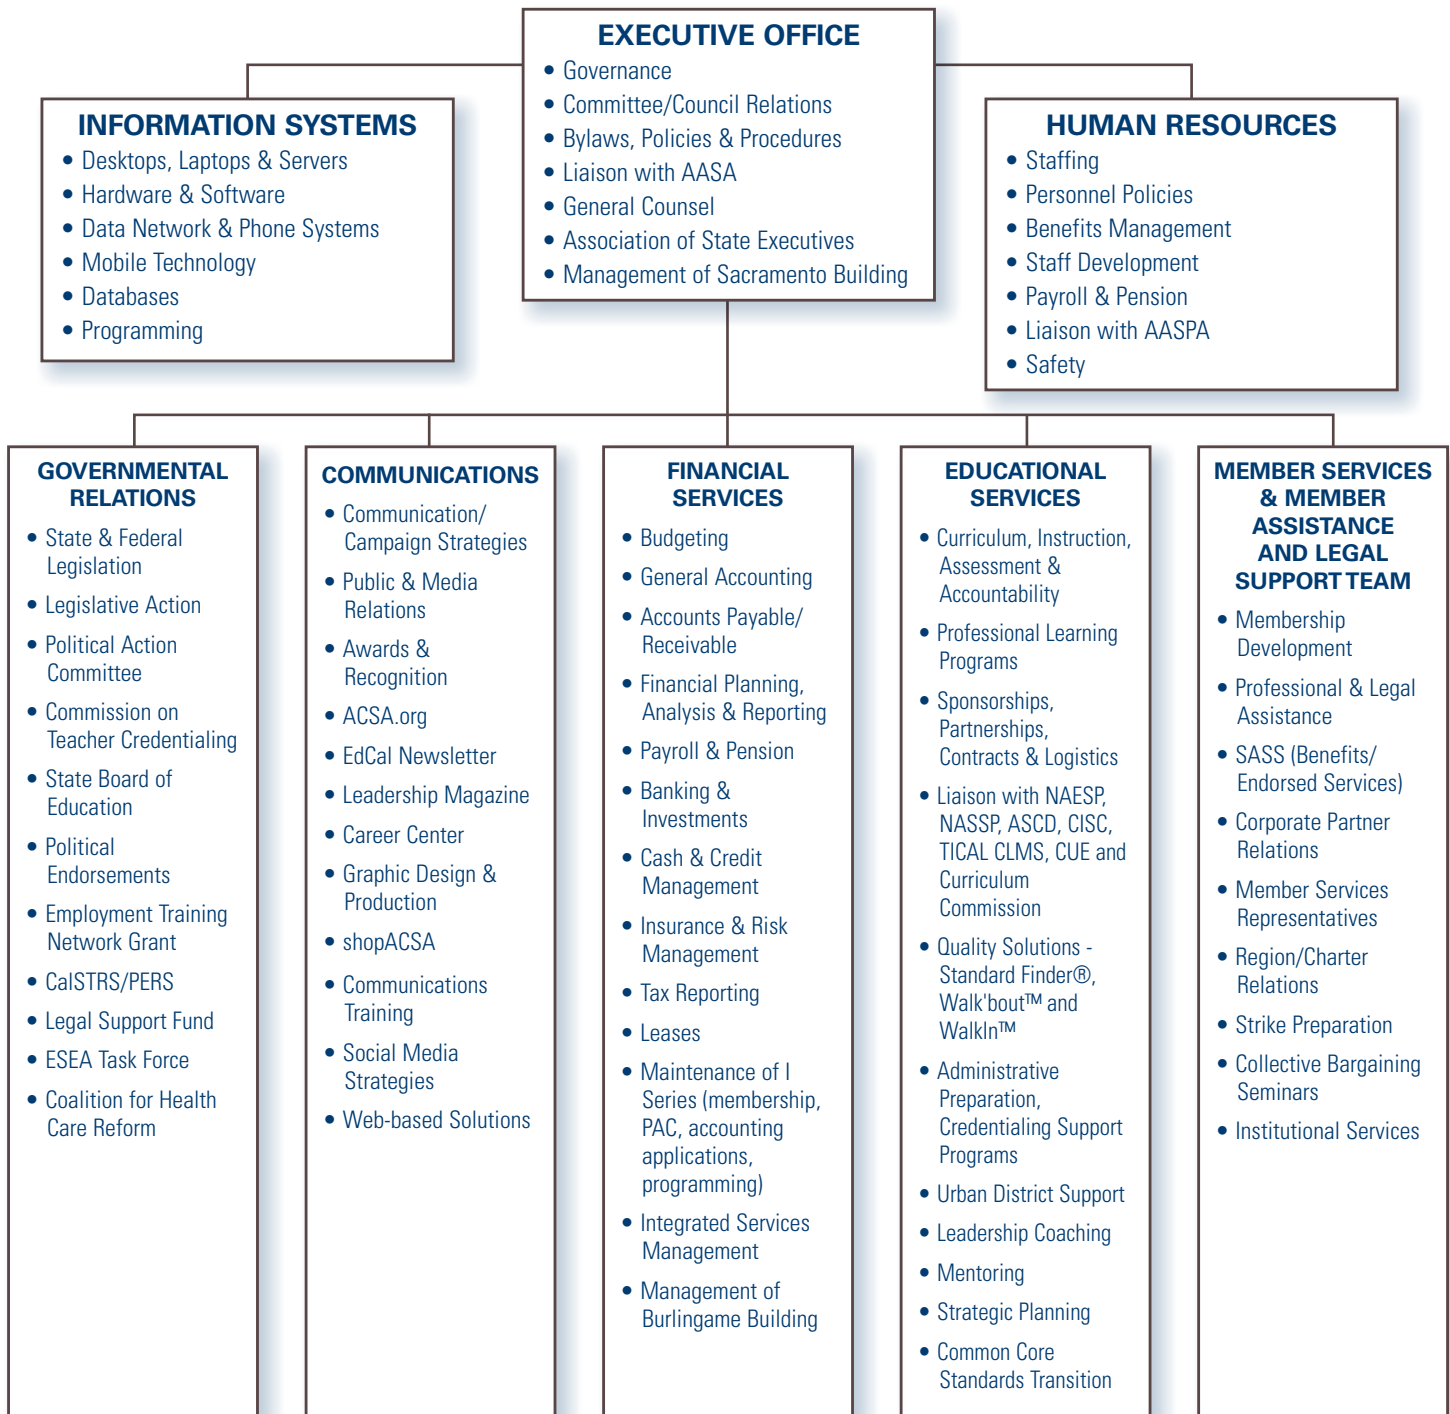 EXECUTIVE OFFICE
• Governance
• Committee/Council Relations
• Bylaws, Policies & Procedures
• Liaison with AASA
• General Counsel
• Association of State Executives
• Management of Sacramento Building
INFORMATION SYSTEMS
• Desktops, Laptops & Servers
• Hardware & Software
• Data Network & Phone Systems
• Mobile Technology
• Databases
• Programming
HUMAN RESOURCES
• Staffing
• Personnel Policies
• Benefits Management
• Staff Development
• Payroll & Pension
• Liaison with AASPA
• Safety
GOVERNMENTAL
RELATIONS
• State & Federal
Legislation
• Legislative Action
• Political Action
Committee
• Commission on
Teacher Credentialing
• State Board of
Education
• Political
Endorsements
• Employment Training
Network Grant
• CalSTRS/PERS
• Legal Support Fund
• ESEA Task Force
• Coalition for Health
Care Reform
COMMUNICATIONS
• Communication/
Campaign Strategies
• Public & Media
Relations
• Awards &
Recognition
• ACSA.org
• EdCal Newsletter
• Leadership Magazine
• Career Center
• Graphic Design &
Production
• shopACSA
• Communications
Training
• Social Media
Strategies
• Web-based Solutions
FINANCIAL
SERVICES
• Budgeting
• General Accounting
• Accounts Payable/
Receivable
• Financial Planning,
Analysis & Reporting
• Payroll & Pension
• Banking &
Investments
• Cash & Credit
Management
• Insurance & Risk
Management
• Tax Reporting
• Leases
• Maintenance of I
Series (membership,
PAC, accounting
applications,
programming)
• Integrated Services
Management
• Management of
Burlingame Building
EDUCATIONAL
SERVICES
• Curriculum, Instruction,
Assessment &
Accountability
• Professional Learning
Programs
• Sponsorships,
Partnerships,
Contracts & Logistics
• Liaison with NAESP,
NASSP, ASCD, CISC,
TICAL CLMS, CUE and
Curriculum
Commission
• Quality Solutions -
Standard Finder®,
Walk'bout™ and
WalkIn™
• Administrative
Preparation,
Credentialing Support
Programs
• Urban District Support
• Leadership Coaching
• Mentoring
• Strategic Planning
• Common Core
Standards Transition
MEMBER SERVICES
& MEMBER
ASSISTANCE
AND LEGAL
SUPPORT TEAM
• Membership
Development
• Professional & Legal
Assistance
• SASS (Benefits/
Endorsed Services)
• Corporate Partner
Relations
• Member Services
Representatives
• Region/Charter
Relations
• Strike Preparation
• Collective Bargaining
Seminars
• Institutional Services